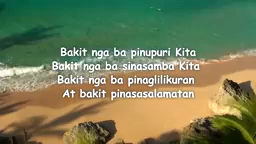 Bakit nga ba pinupuri Kita
Bakit nga ba sinasamba Kita
Bakit nga ba pinaglilikuran
At bakit pinasasalamatan